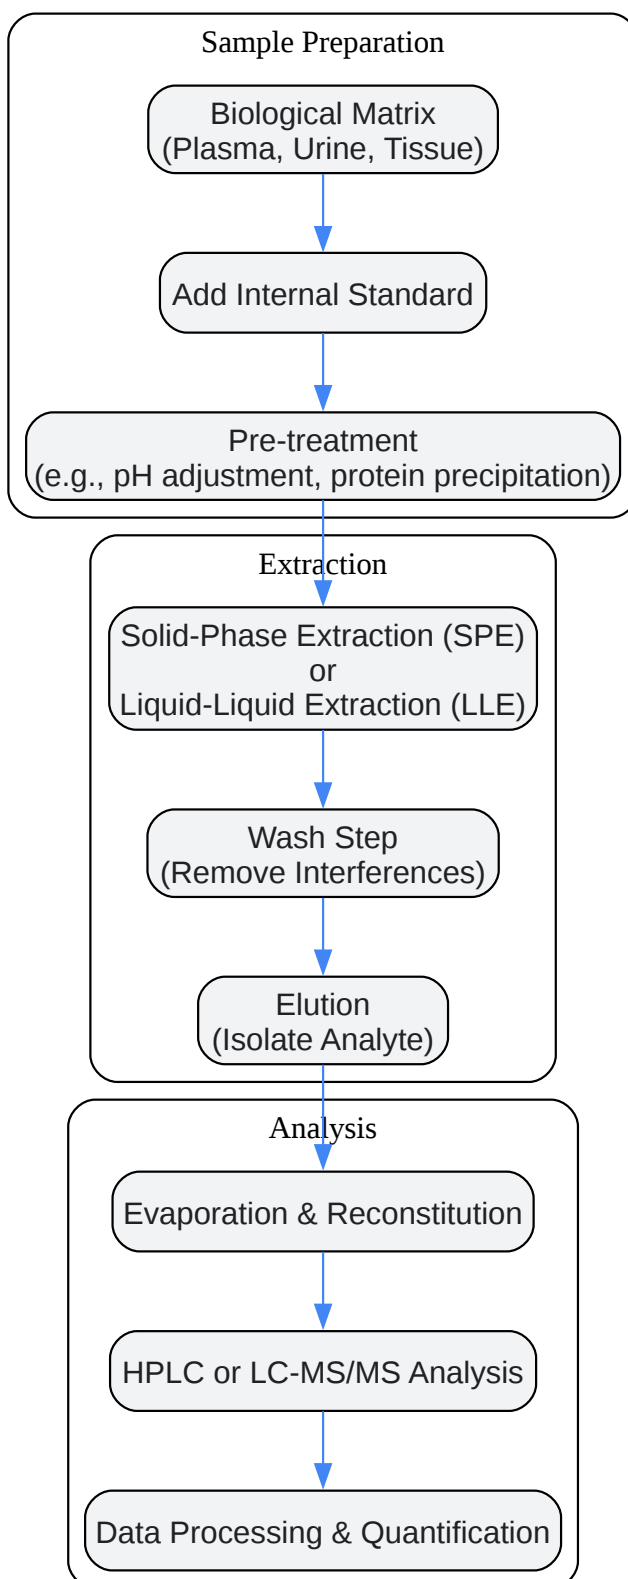 Sample Preparation
Biological Matrix
(Plasma, Urine, Tissue)
Add Internal Standard
Pre-treatment
(e.g., pH adjustment, protein precipitation)
Extraction
Solid-Phase Extraction (SPE)
or
Liquid-Liquid Extraction (LLE)
Wash Step
(Remove Interferences)
Elution
(Isolate Analyte)
Analysis
Evaporation & Reconstitution
HPLC or LC-MS/MS Analysis
Data Processing & Quantification